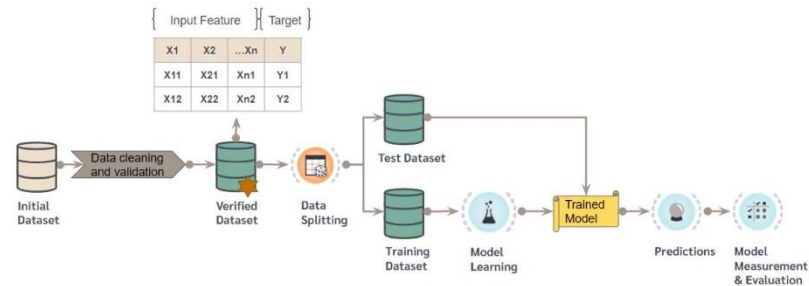 { Input Feature } { Target }
X1 X2 ...Xn Y
X11 X21 Xn1 Y1
X12 X22 Xn2 Y2
Data cleaning
and validation
Initial
Dataset
Verified
Dataset
Data
Splitting
Test Dataset
Training
Dataset
Model
Learning
Trained
Model
Predictions
Model
Measurement
& Evaluation